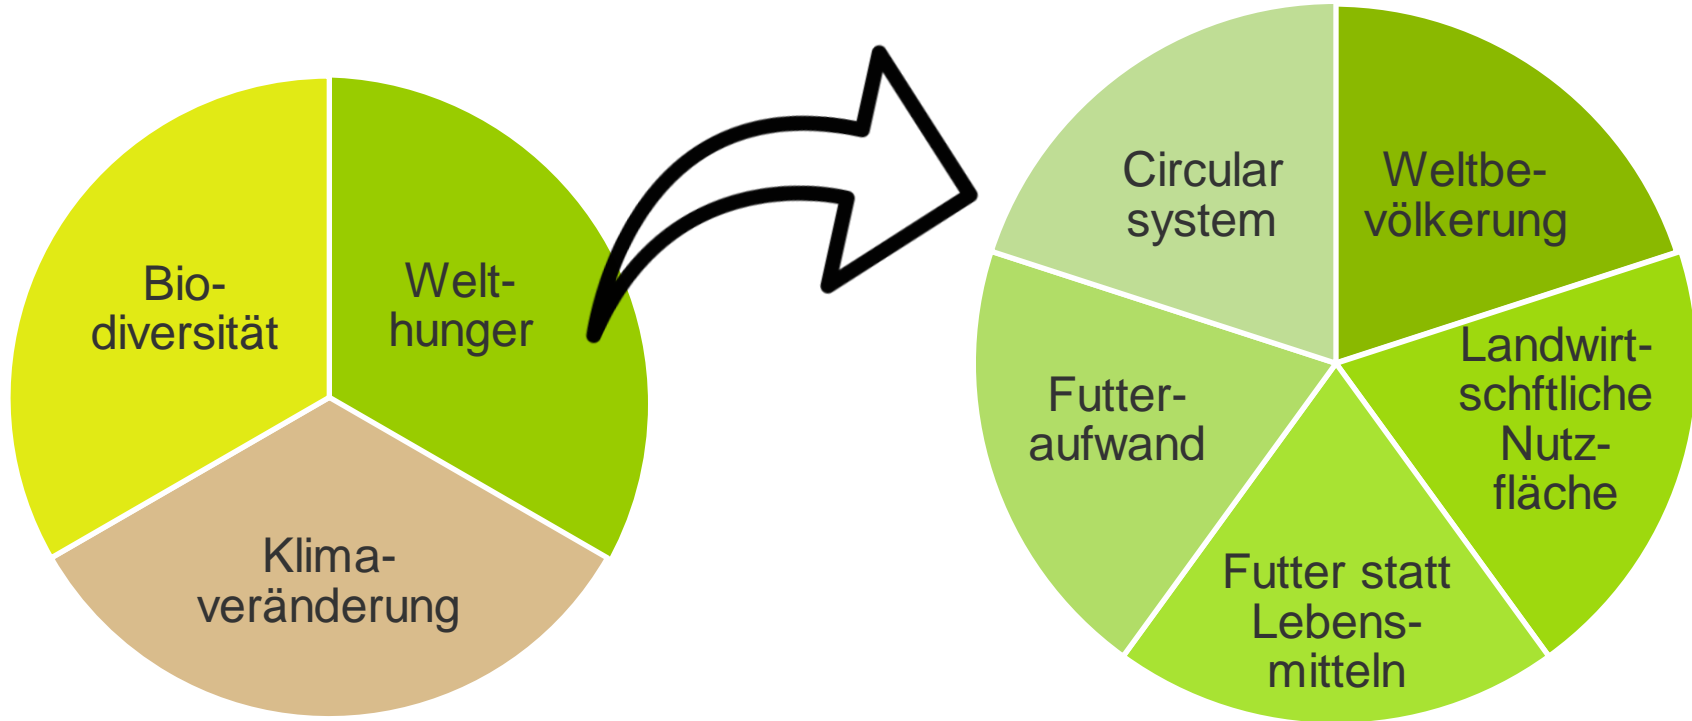 Bio-
diversität
Welt-
hunger
Klima-
veränderung
Circular
system
Weltbe-
völkerung
Landwirt-
schftliche
Nutz-
fläche
Futter-
aufwand
Futter statt
Lebens-
mitteln